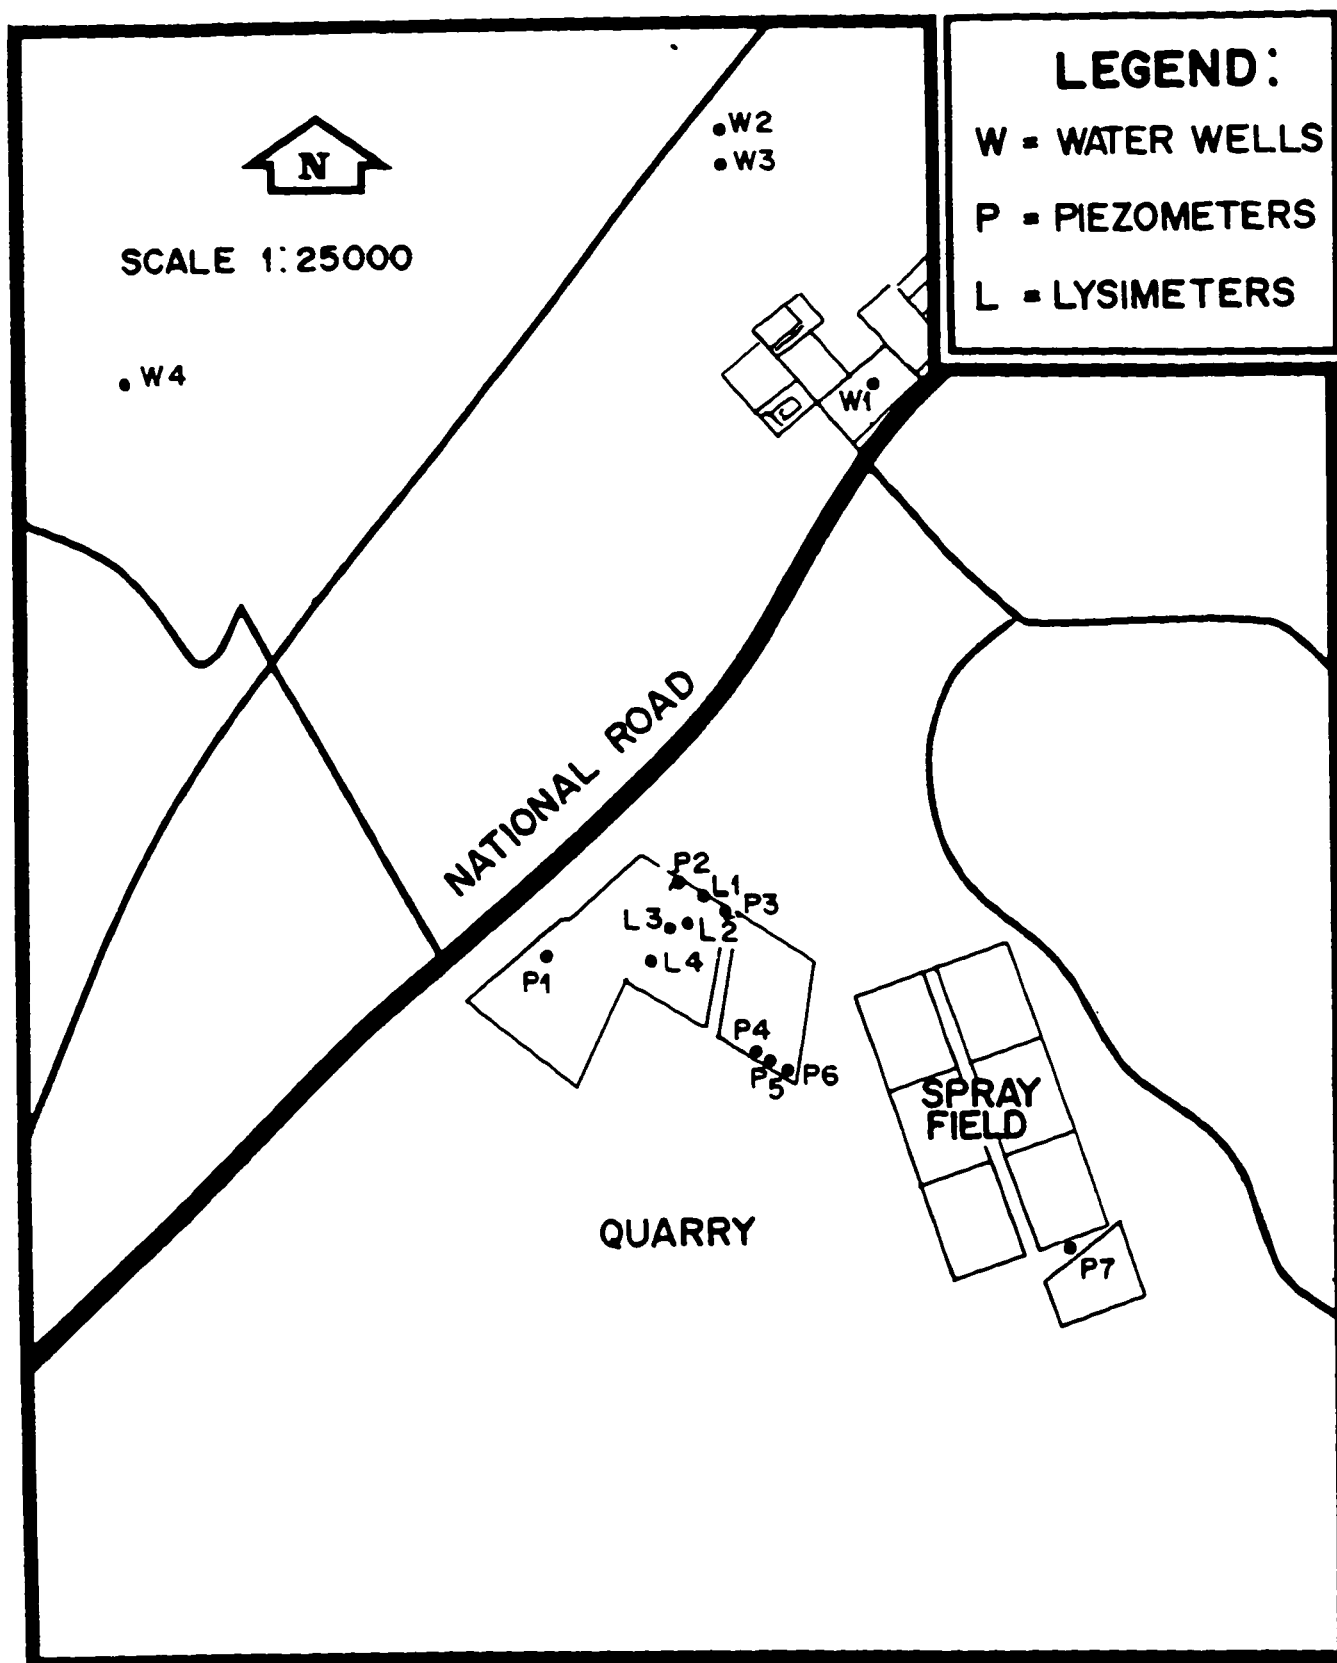 LEGEND:
W = WATER WELLS
P = PIEZOMETERS
L = LYSIMETERS
N
SCALE 1:25000
W2
W3
W4
W1
NATIONAL ROAD
P2
L1
P3
L3
L2
L4
P1
P4
P5
P6
SPRAY
FIELD
QUARRY
P7